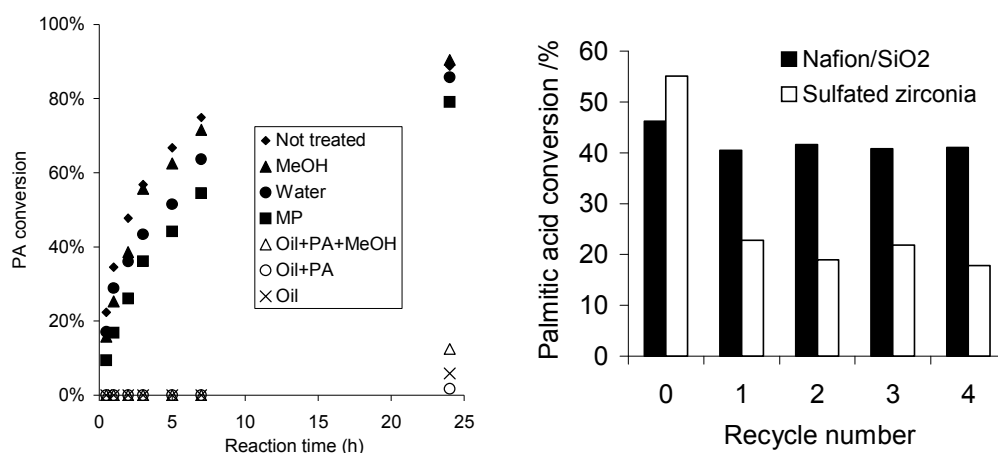 100%
80%
60%
40%
20%
0%
PA conversion
0
5
10
15
20
25
Reaction time (h)
Not treated
MeOH
Water
MP
Oil+PA+MeOH
Oil+PA
Oil
60
50
40
30
20
10
0
Palmitic acid conversion /%
Nafion/SiO2
Sulfated zirconia
0
1
2
3
4
Recycle number